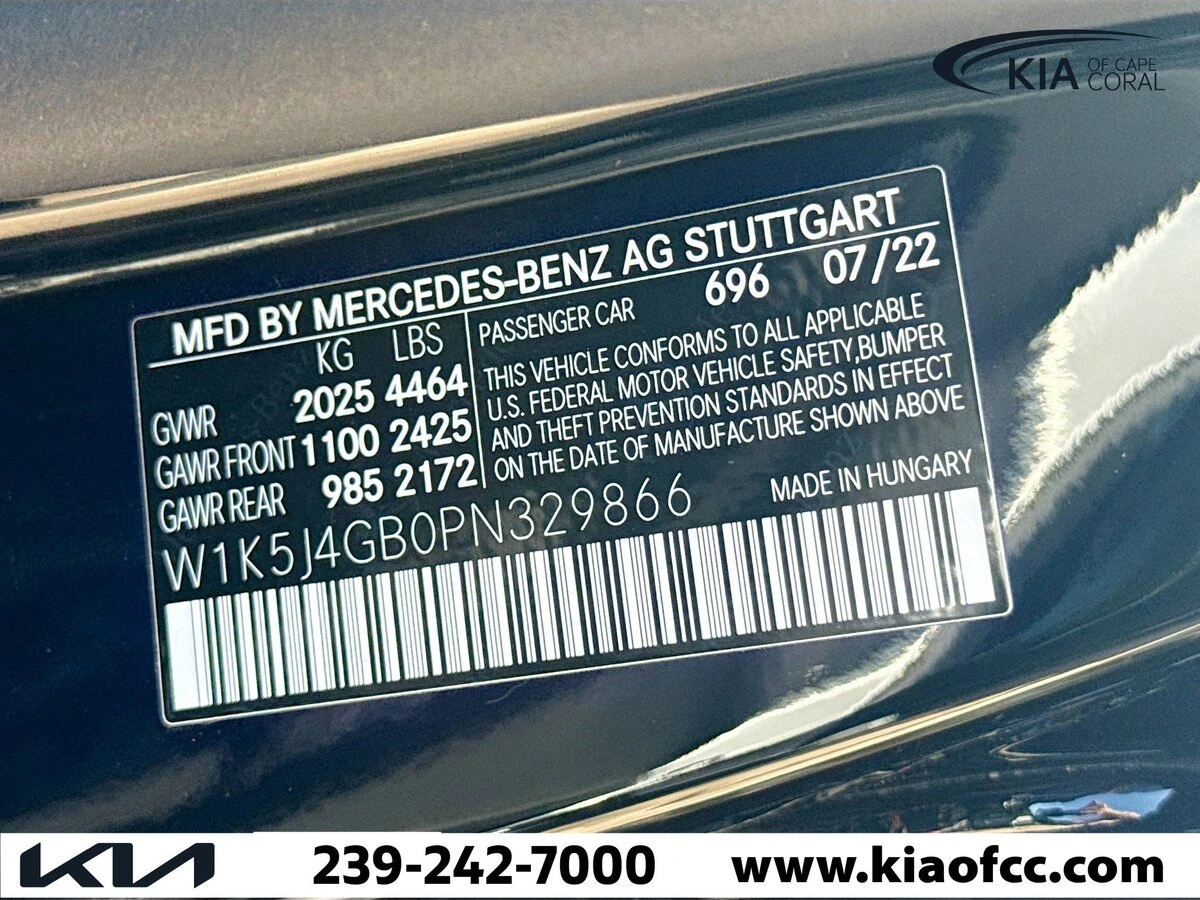 KIA OF CAPE CORAL
MFD BY MERCEDES-BENZ AG STUTTGART
KG LBS
GVWR 2025 4464
GAWR FRONT 1100 2425
GAWR REAR 985 2172
PASSENGER CAR 696 07/22
THIS VEHICLE CONFORMS TO ALL APPLICABLE
U.S. FEDERAL MOTOR VEHICLE SAFETY,BUMPER
AND THEFT PREVENTION STANDARDS IN EFFECT
ON THE DATE OF MANUFACTURE SHOWN ABOVE
W1K5J4GB0PN329866 MADE IN HUNGARY
KIA 239-242-7000 www.kiaofcc.com